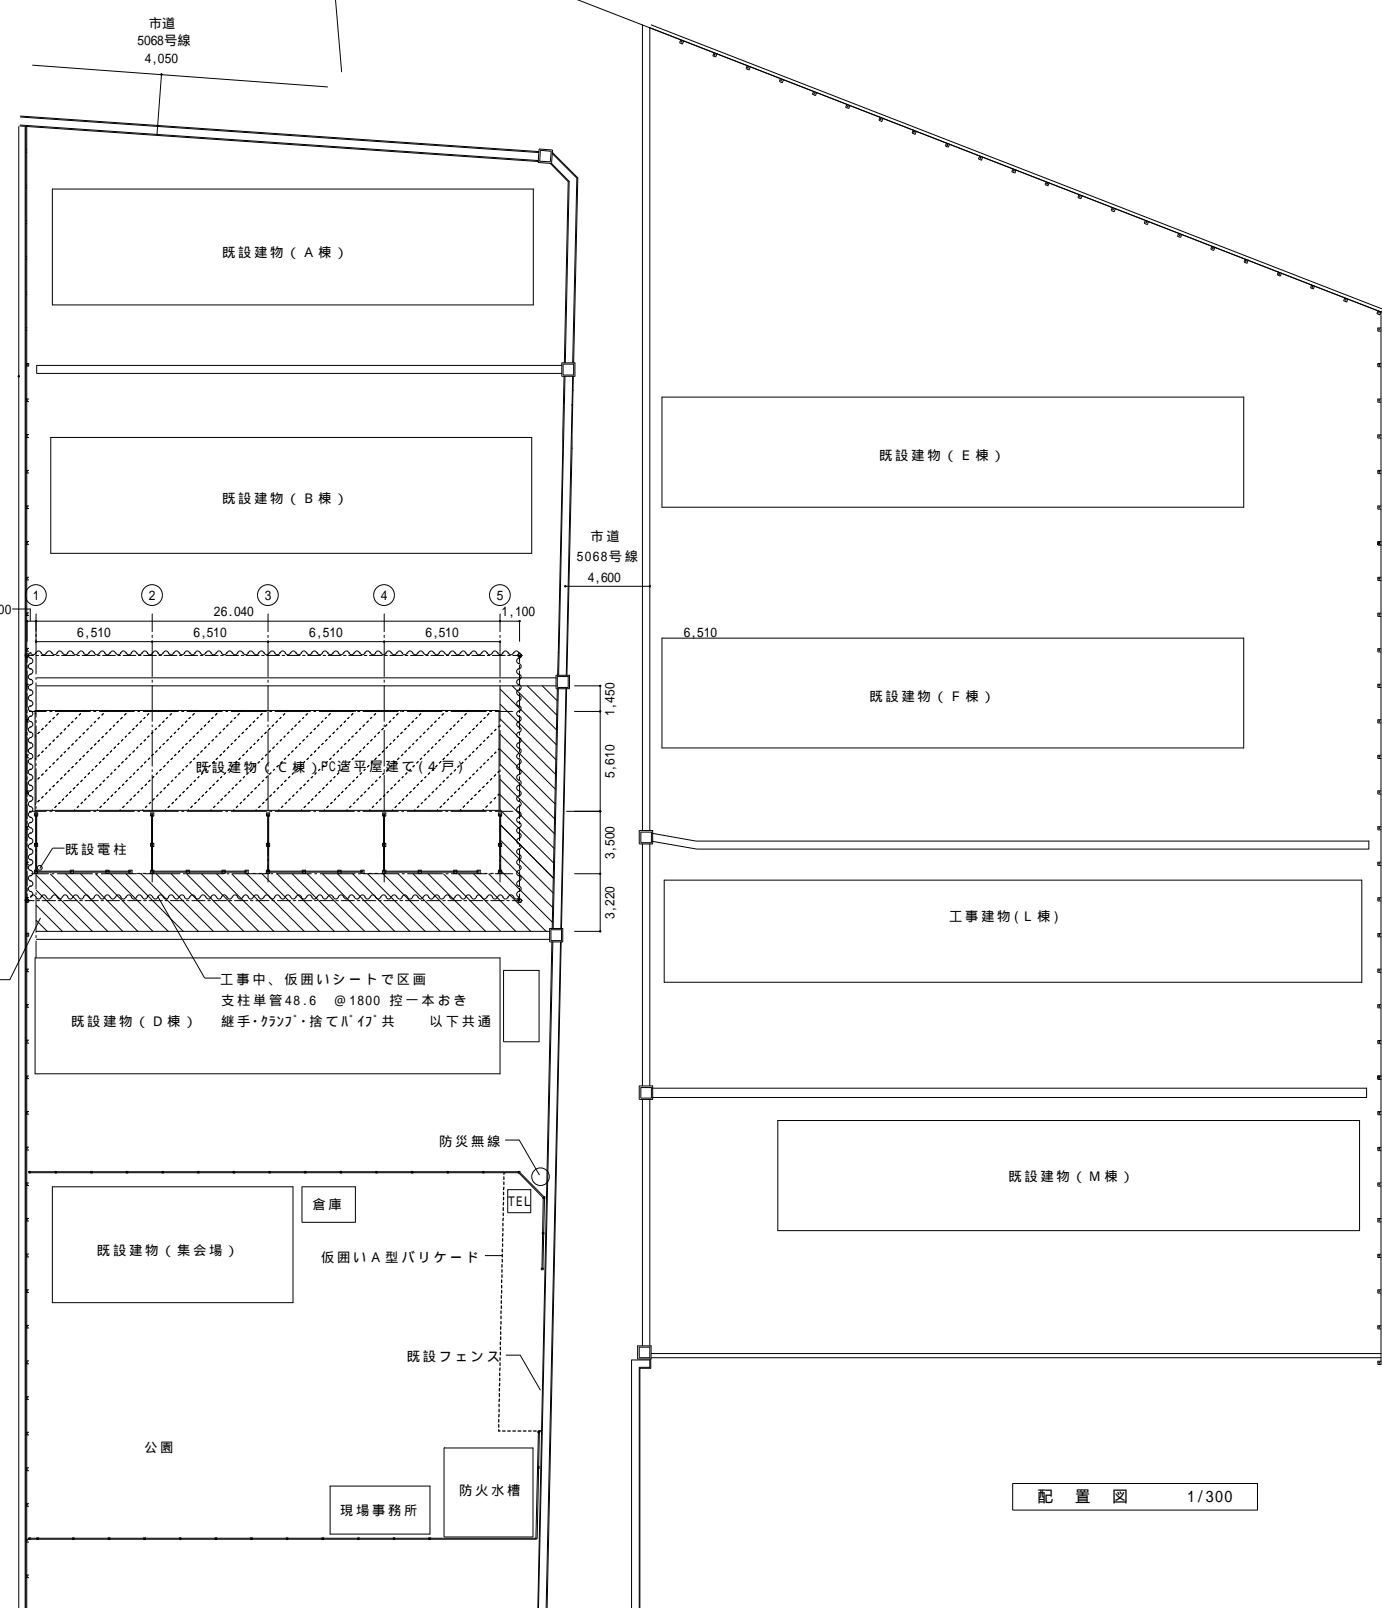 市道
5068号線
4,050
既設建物(A棟)
既設建物(B棟)
既設建物(E棟)
市道
5068号線
4,600
00
1
2
3
4
5
26.040
1,100
6,510
6,510
6,510
6,510
6,510
既設建物(F棟)
1,450
5,610
3,500
3,220
既設建物(C棟)PC造平屋建て(4戸)
既設電柱
工事建物(L棟)
工事中、仮囲いシートで区画
支柱単管48.6 @1800 控一本おき
継手・クランプ・捨てパイプ共 以下共通
既設建物(D棟)
防災無線
既設建物(M棟)
TEL
倉庫
既設建物(集会場)
仮囲いA型バリケード
既設フェンス
公園
防火水槽
現場事務所
配置図 1/300